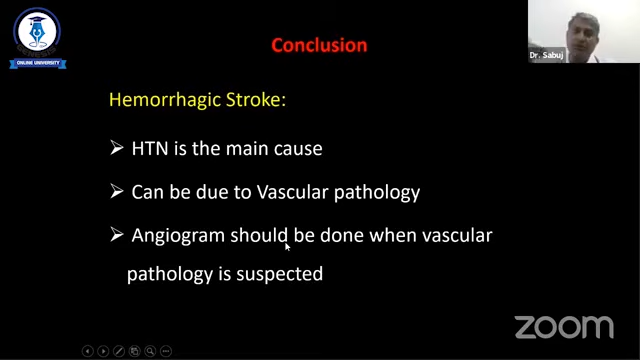 Conclusion
Dr. Sabuj
ONLINE UNIVERSITY
Hemorrhagic Stroke:
HTN is the main cause
Can be due to Vascular pathology
Angiogram should be done when vascular
pathology is suspected
zoom